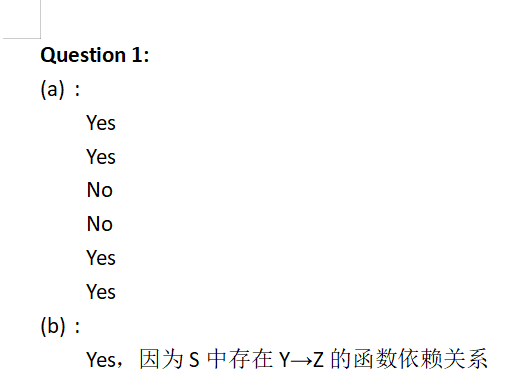 Question 1:
(a)：
Yes
Yes
No
No
Yes
Yes
(b)：
Yes，因为 S 中存在 Y→Z 的函数依赖关系